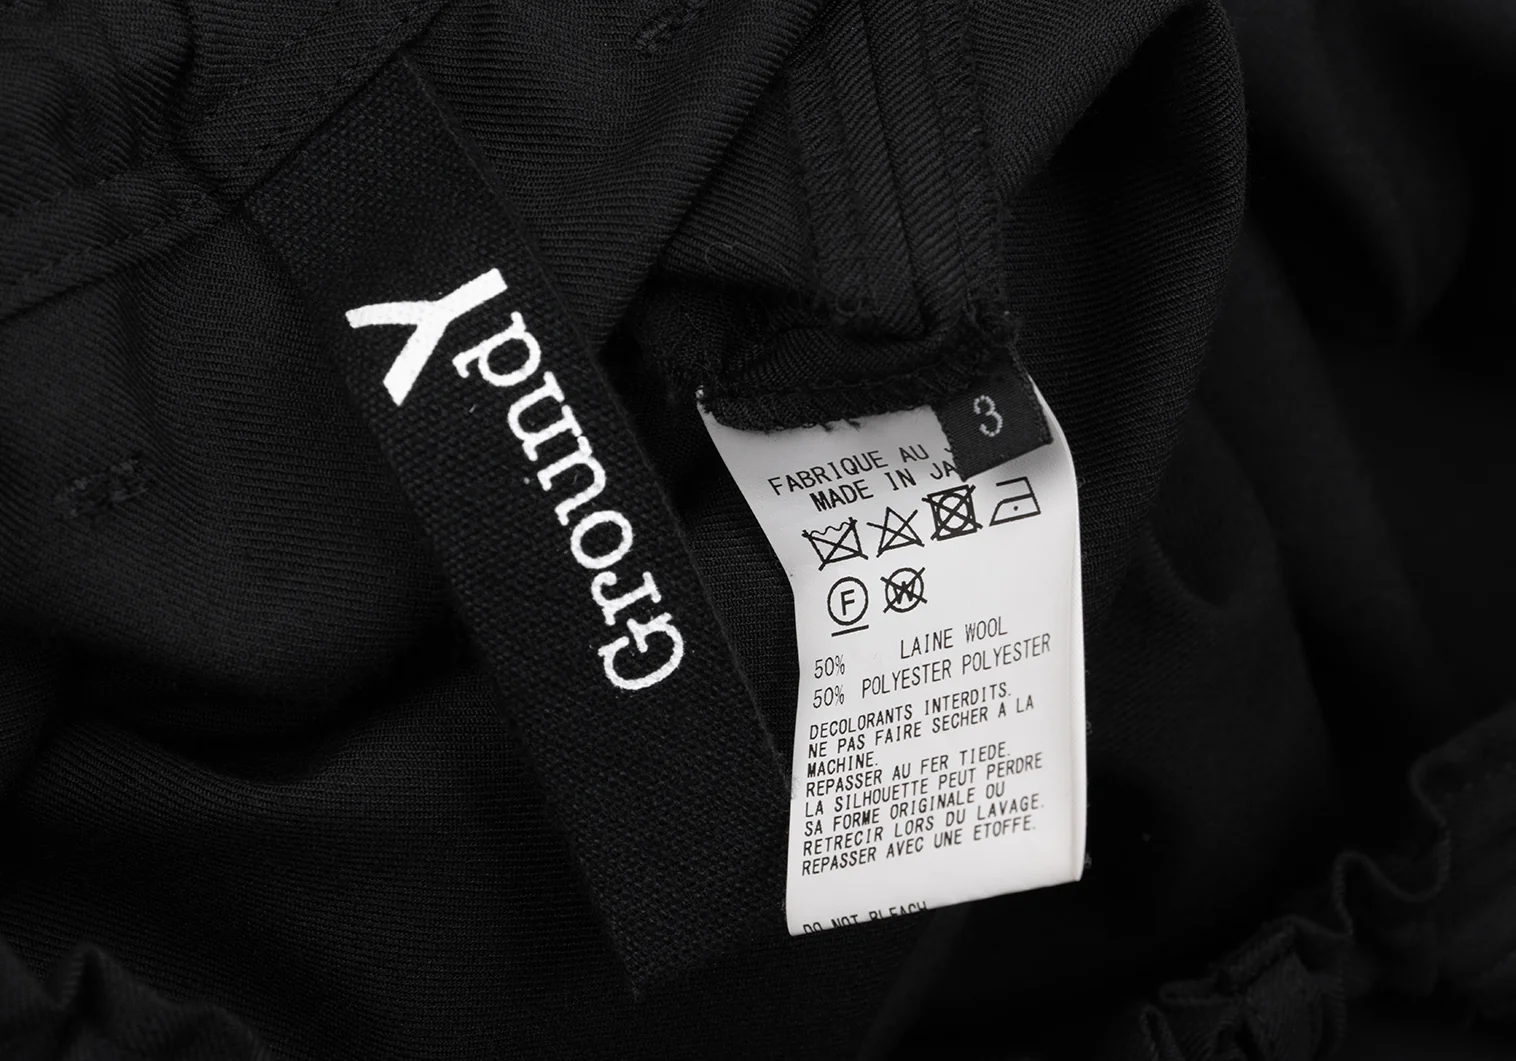 Ground Y
3
FABRIQUE AU
MADE IN JA
F
W
50% LAINE WOOL
50% POLYESTER POLYESTER
DECOLORANTS INTERDITS.
NE PAS FAIRE SECHER A LA
MACHINE.
REPASSER AU FER TIEDE.
LA SILHOUETTE PEUT PERDRE
SA FORME ORIGINALE OU
RETRECIR LORS DU LAVAGE.
REPASSER AVEC UNE ETOFFE.
DO NOT BLEACH